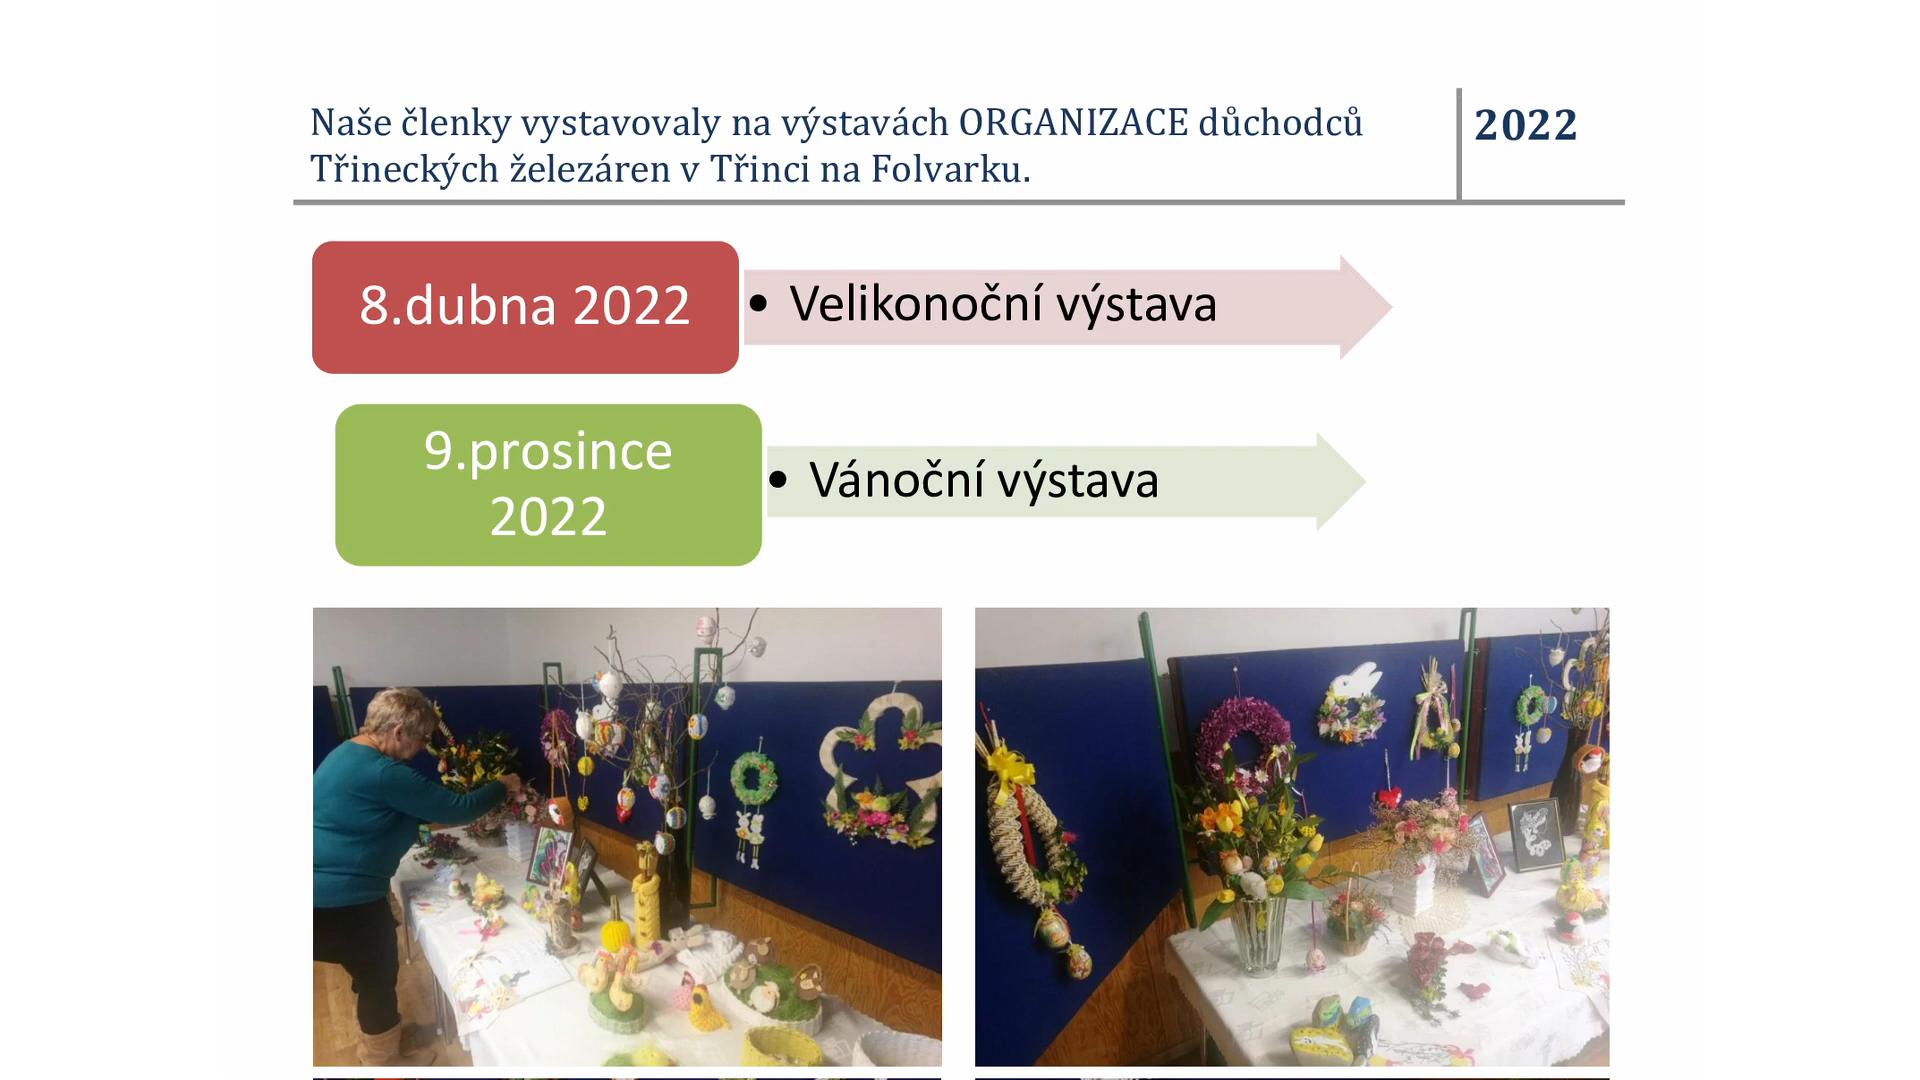 Naše členky vystavovaly na výstavách ORGANIZACE důchodců
Třineckých železáren v Třinci na Folvarku.
2022
8.dubna 2022
• Velikonoční výstava
9.prosince
2022
• Vánoční výstava